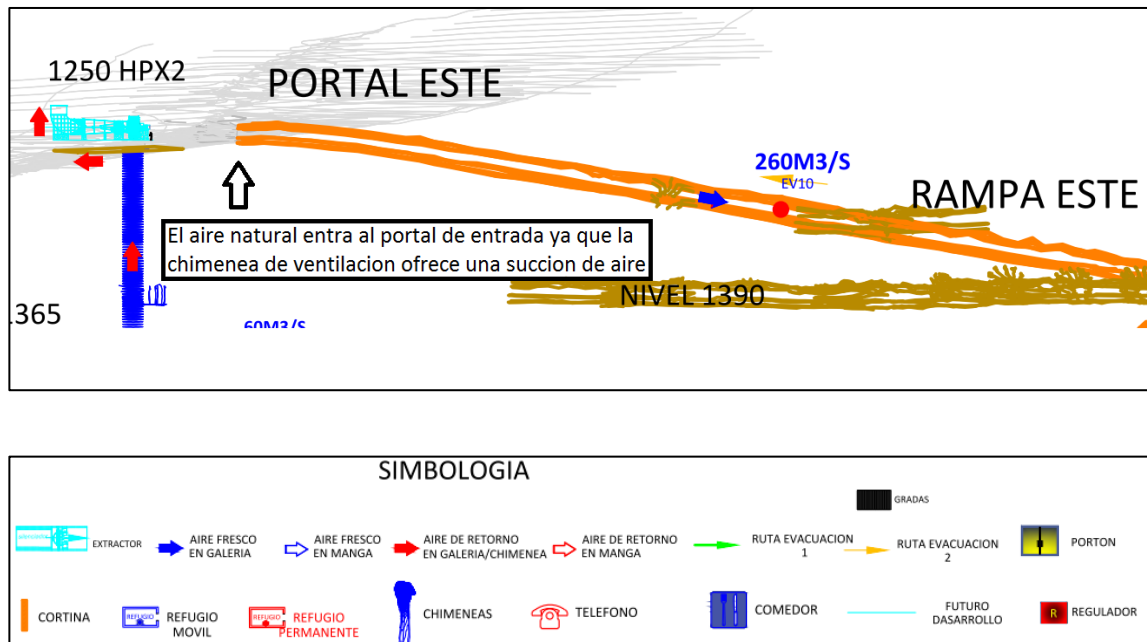 1250 HPX2
PORTAL ESTE
260M3/S
EV10
RAMPA ESTE
El aire natural entra al portal de entrada ya que la
chimenea de ventilacion ofrece una succion de aire
NIVEL 1390
1365
60M3/S
SIMBOLOGIA
GRADAS
EXTRACTOR
AIRE FRESCO
EN GALERIA
AIRE FRESCO
EN MANGA
AIRE DE RETORNO
EN GALERIA/CHIMENEA
AIRE DE RETORNO
EN MANGA
RUTA EVACUACION
1
RUTA EVACUACION
2
PORTON
CORTINA
REFUGIO
REFUGIO
MOVIL
REFUGIO
REFUGIO
PERMANENTE
CHIMENEAS
TELEFONO
COMEDOR
FUTURO
DASARROLLO
R
REGULADOR